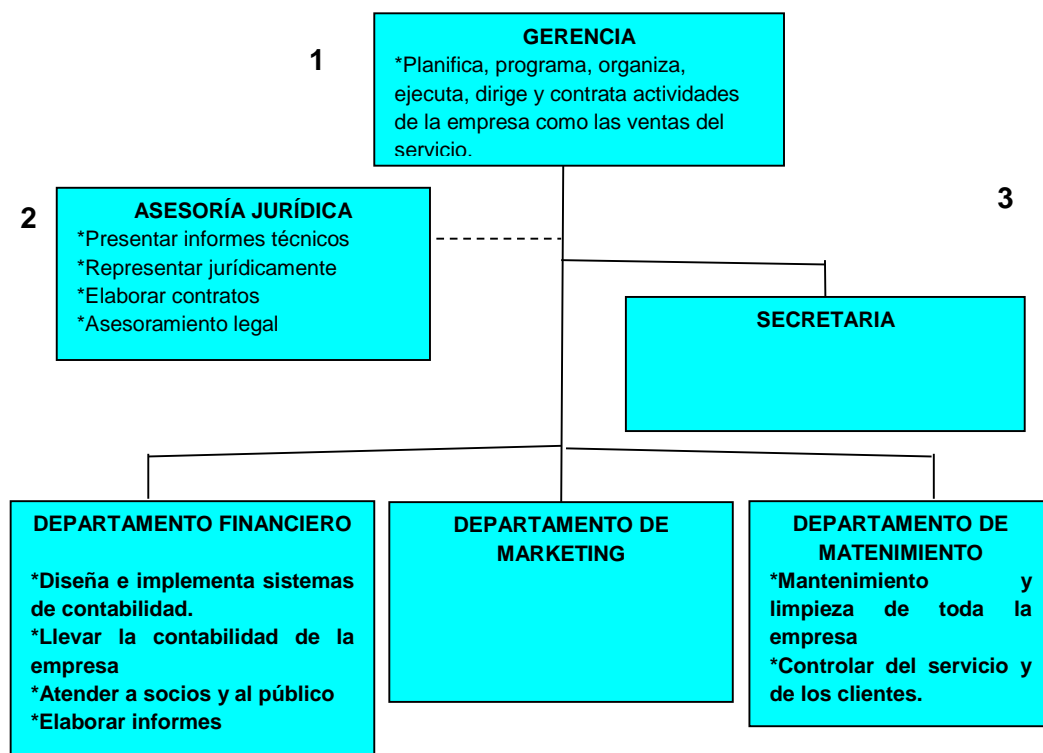 1
GERENCIA
*Planifica, programa, organiza,
ejecuta, dirige y contrata actividades
de la empresa como las ventas del
servicio.
2
ASESORÍA JURÍDICA
*Presentar informes técnicos
*Representar jurídicamente
*Elaborar contratos
*Asesoramiento legal
3
SECRETARIA
DEPARTAMENTO FINANCIERO
*Diseña e implementa sistemas
de contabilidad.
*Llevar la contabilidad de la
empresa
*Atender a socios y al público
*Elaborar informes
DEPARTAMENTO DE
MARKETING
DEPARTAMENTO DE
MATENIMIENTO
*Mantenimiento y
limpieza de toda la
empresa
*Controlar del servicio y
de los clientes.